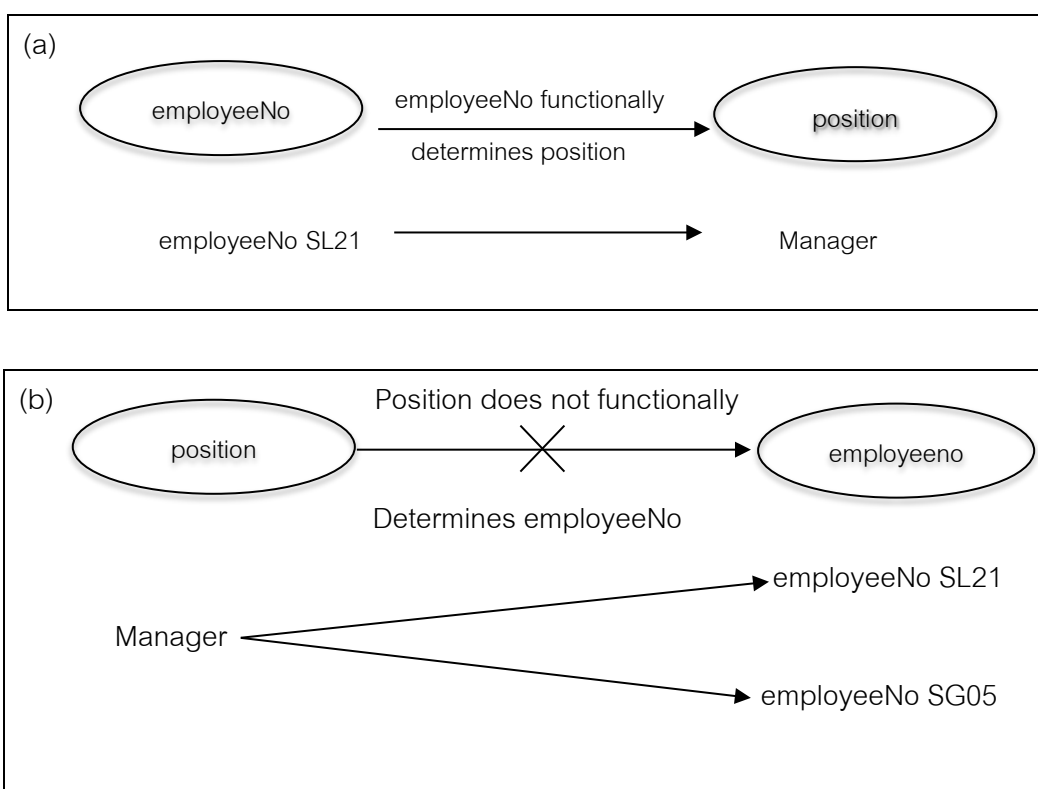 (a)
employeeNo
employeeNo functionally
determines position
position
employeeNo SL21
Manager
(b)
Position does not functionally
position
employeeno
Determines employeeNo
employeeNo SL21
Manager
employeeNo SG05